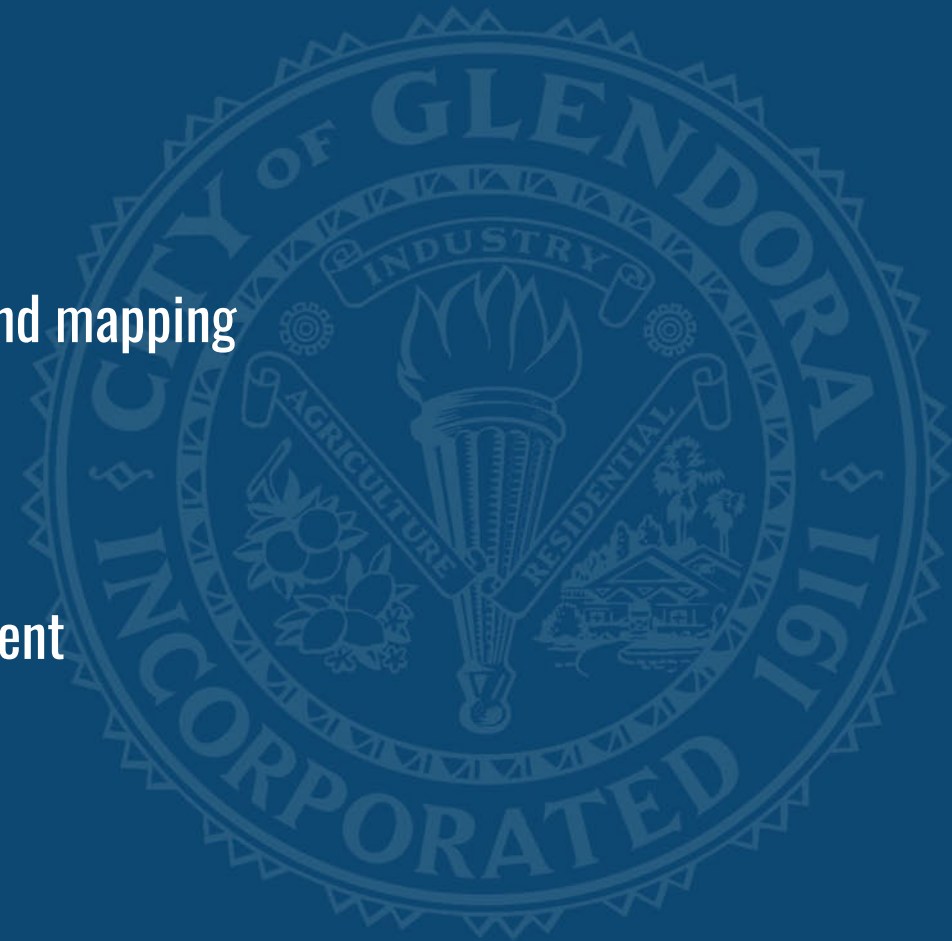 CITY OF GLENDORA
INDUSTRY
nd mapping
AGRICULTURE
RESIDENTIAL
ent
INCORPORATED 1911